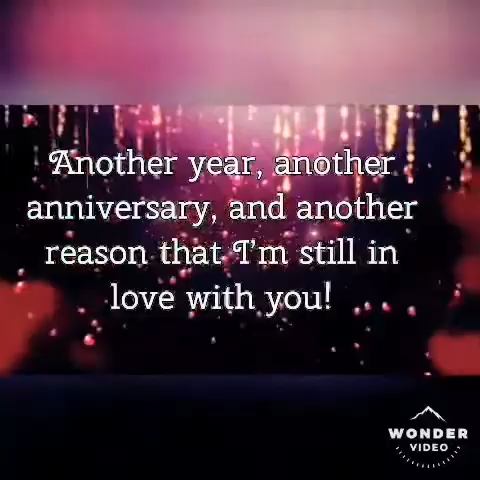 Another year, another
anniversary, and another
reason that I'm still in
love with you!
WONDER
VIDEO